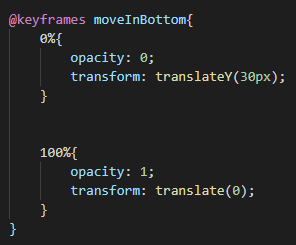 @keyframes moveInBottom{
    0%{
        opacity: 0;
        transform: translateY(30px);
    }

    100%{
        opacity: 1;
        transform: translate(0);
    }
}